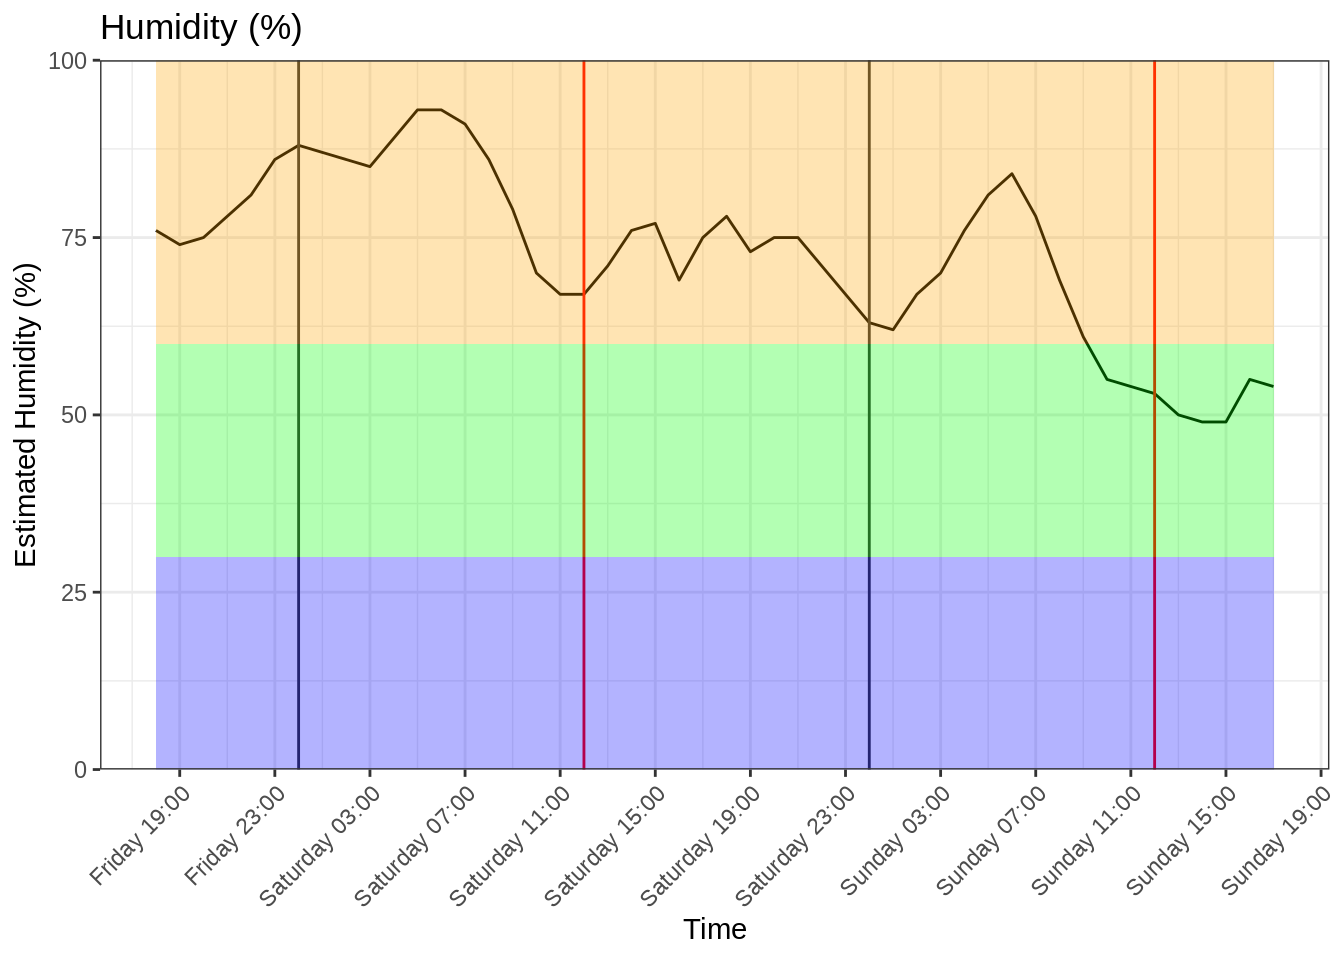 Humidity (%)
100
75
50
25
0
Estimated Humidity (%)
Friday 19:00
Friday 23:00
Saturday 03:00
Saturday 07:00
Saturday 11:00
Saturday 15:00
Saturday 19:00
Saturday 23:00
Sunday 03:00
Sunday 07:00
Sunday 11:00
Sunday 15:00
Sunday 19:00
Time